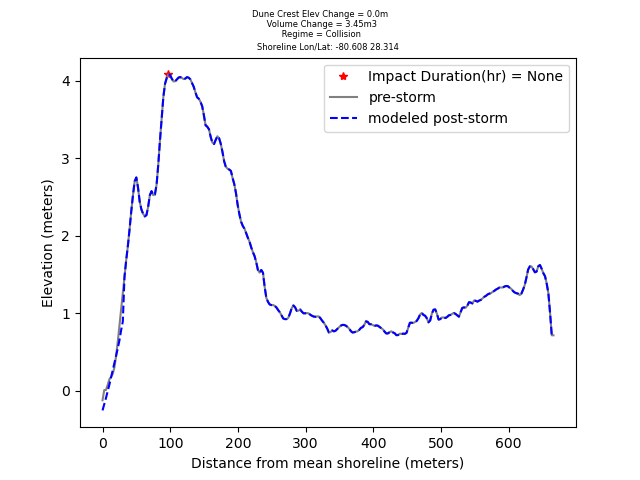 Dune Crest Elev Change = 0.0m
Volume Change = 3.45m3
Regime = Collision
Shoreline Lon/Lat: -80.608 28.314
Impact Duration(hr) = None
pre-storm
modeled post-storm
Elevation (meters)
4
3
2
1
0
0 100 200 300 400 500 600
Distance from mean shoreline (meters)